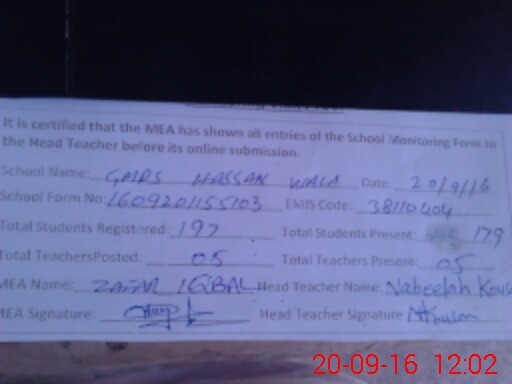 It is certified that the MEA has shown all entries of the School Monitoring Form to
the Head Teacher before its online submission.
School Name: GMPS HASSAN WALA Date: 20/9/16
School Form No: 1609201155103 EMIS Code: 38110404
Total Students Registered: 197 Total Students Present: 179
Total TeachersPosted: 05 Total Teachers Present: 05
MEA Name: ZAFAR IQBAL Head Teacher Name: Nabeelah
MEA Signature: Head Teacher Signature:
20-09-16 12:02